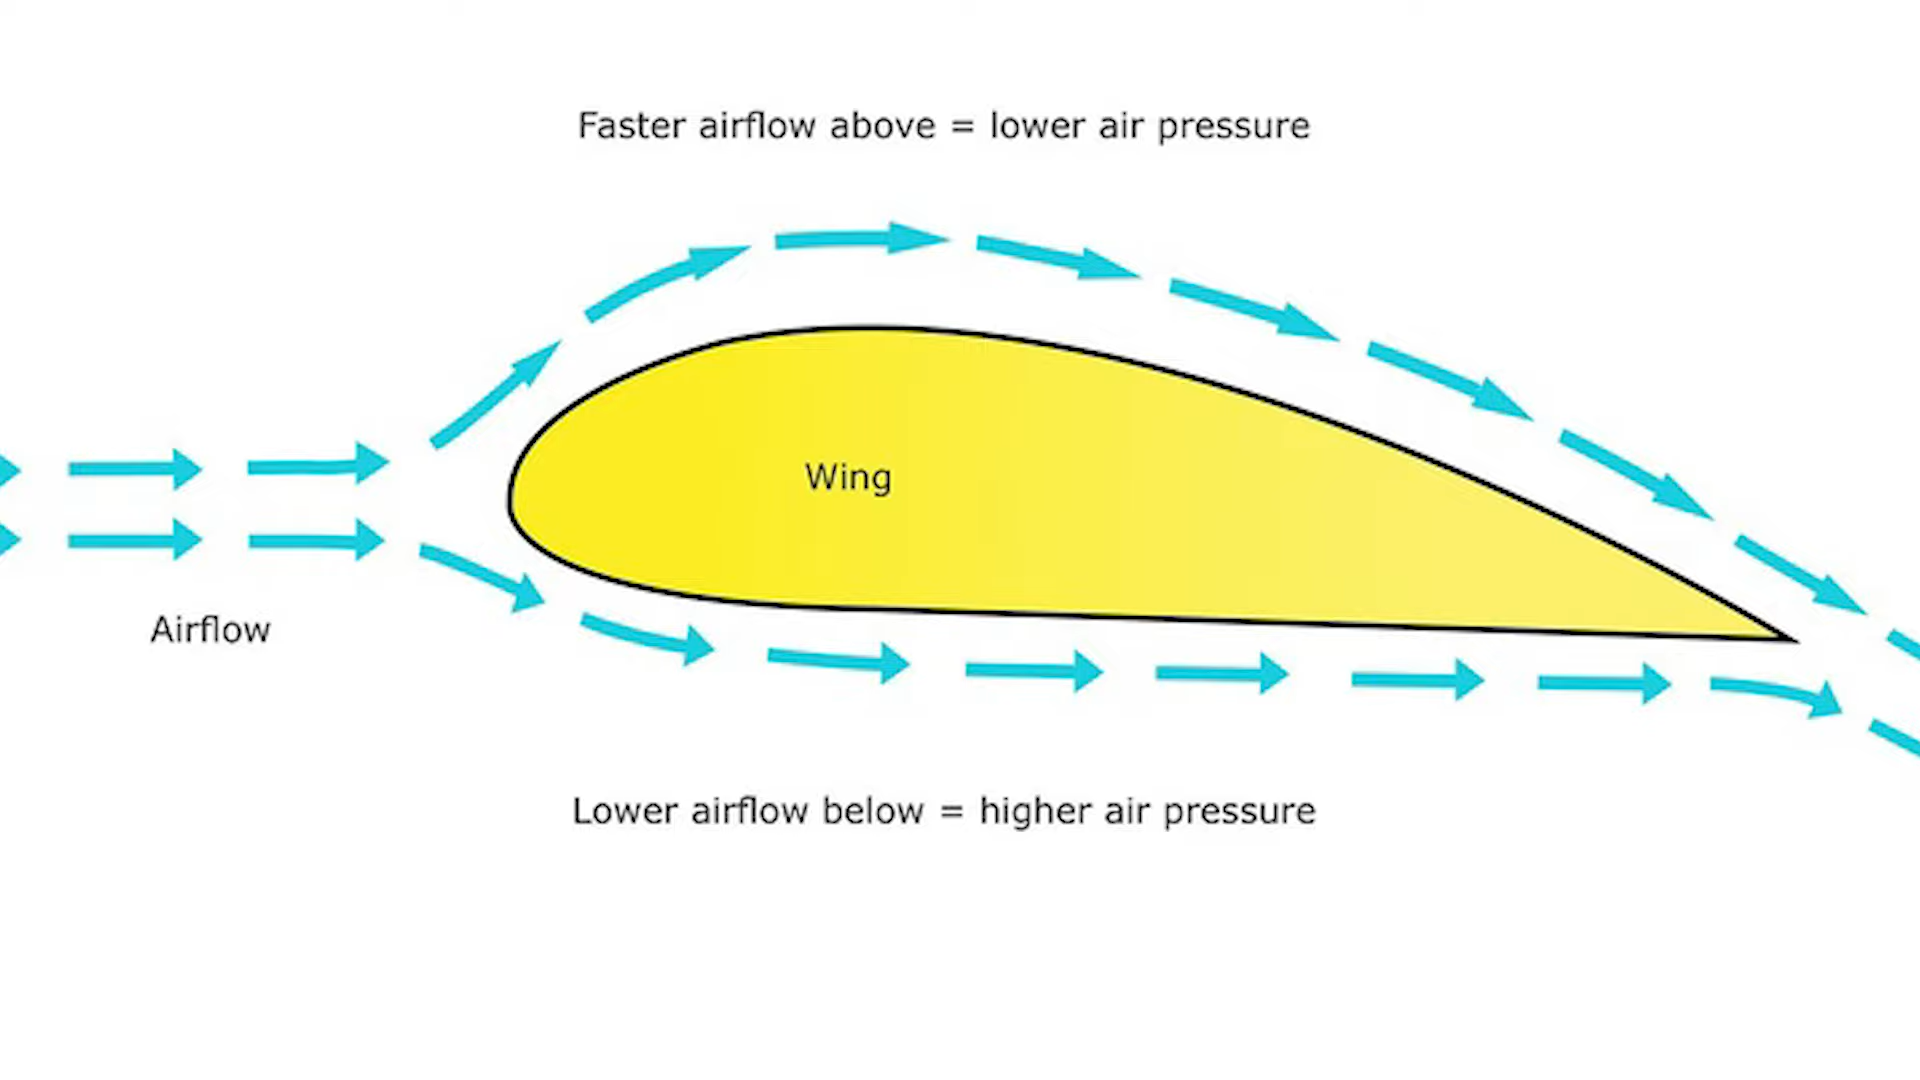 Faster airflow above = lower air pressure
Wing
Airflow
Lower airflow below = higher air pressure